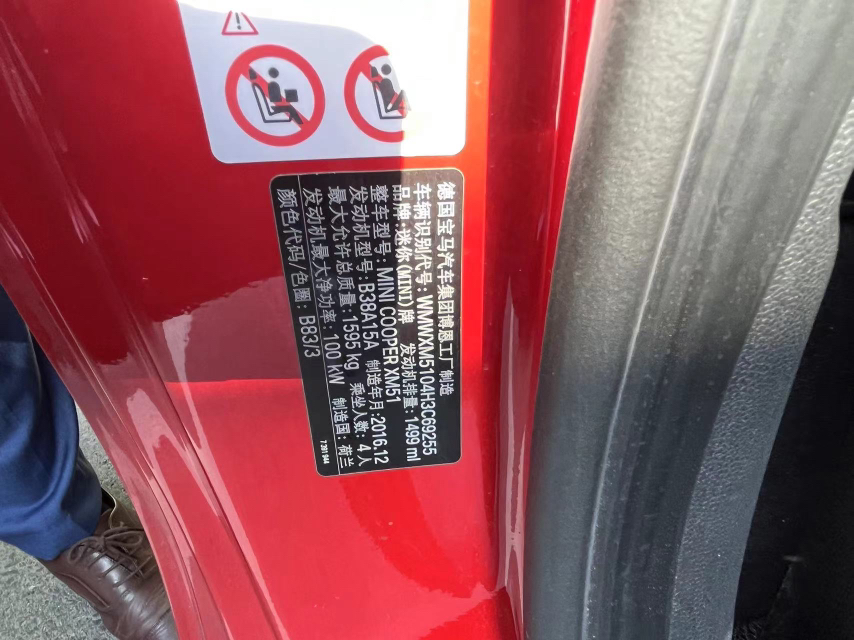 德国宝马汽车集团博恩工厂 制造
车辆识别代号: WMWXM5104H3C69255
品牌:迷你(MINI)牌 发动机排量:1499 ml
整车型号: MINI COOPER XM51
发动机型号: B38A15A 制造年月:2016.12
最大允许总质量: 1595 kg 乘坐人数: 4 人
发动机最大净功率: 100 kW 制造国: 荷兰
颜色代码/色圈: B83/3
7 261 944